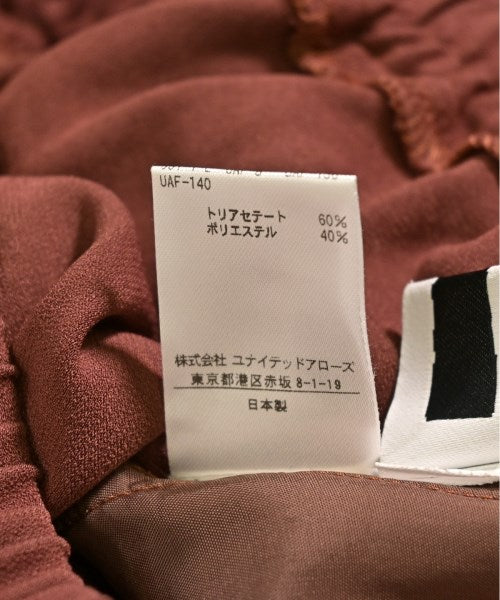 UAF-140
トリアセテート 60%
ポリエステル 40%
株式会社 ユナイテッドアローズ
東京都港区赤坂 8-1-19
日本製